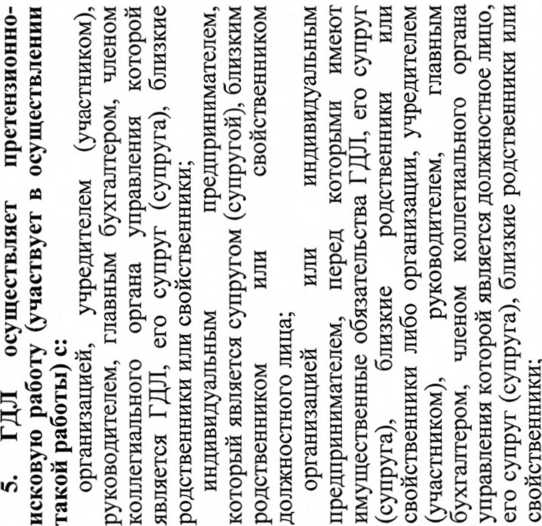 5. ГДЛ осуществляет претензионно-
исковую работу (участвует в осуществлении
такой работы) с:
организацией, учредителем (участником),
руководителем, главным бухгалтером, членом
коллегиального органа управления которой
является ГДЛ, его супруг (супруга), близкие
родственники или свойственники;
индивидуальным предпринимателем,
который является супругом (супругой), близким
родственником или свойственником
должностного лица;
организацией или индивидуальным
предпринимателем, перед которыми имеют
имущественные обязательства ГДЛ, его супруг
(супруга), близкие родственники или
свойственники либо организации, учредителем
(участником), руководителем, главным
бухгалтером, членом коллегиального органа
управления которой является должностное лицо,
его супруг (супруга), близкие родственники или
свойственники;